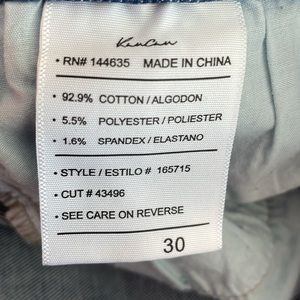 KanCan
• RN# 144635 MADE IN CHINA
• 92.9% COTTON / ALGODON
• 5.5% POLYESTER / POLIESTER
• 1.6% SPANDEX / ELASTANO
• STYLE / ESTILO # 165715
• CUT # 43496
• SEE CARE ON REVERSE
30